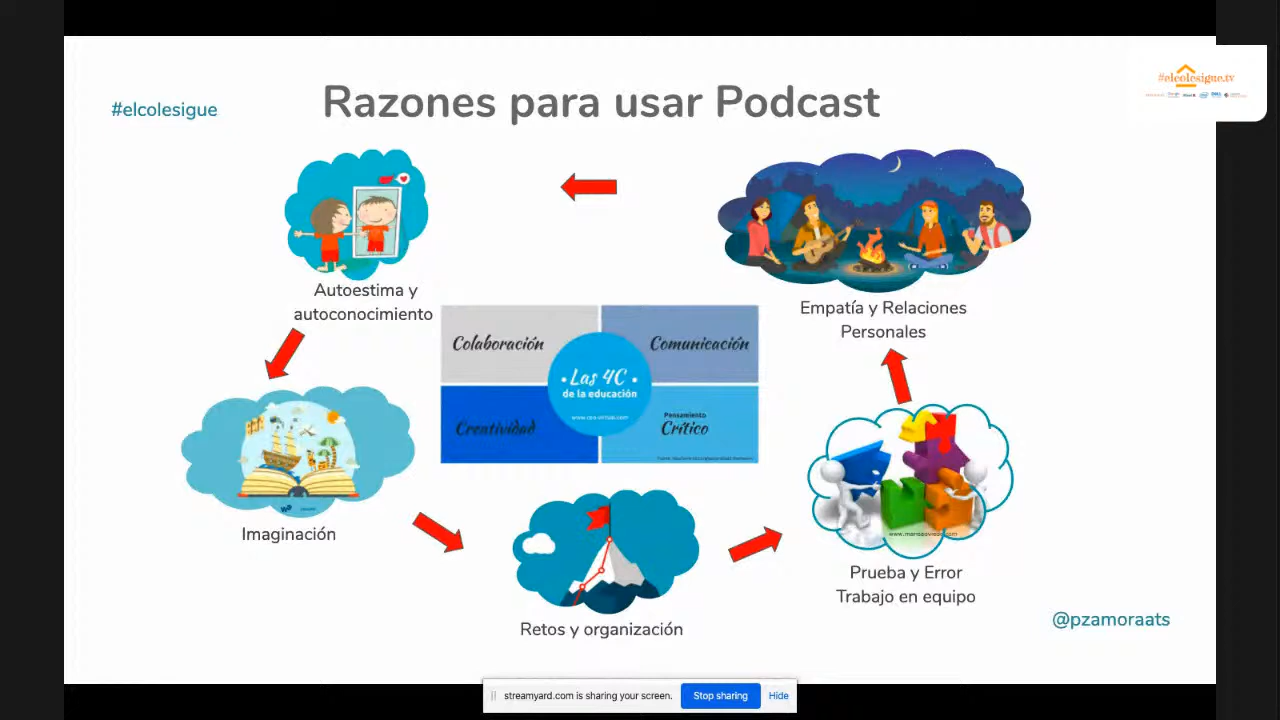 #elcolesigue
Razones para usar Podcast
#elcolesigue.tv
Autoestima y
autoconocimiento
Empatía y Relaciones
Personales
Colaboración
Comunicación
Las 4C
de la educación
Creatividad
Pensamiento
Crítico
Imaginación
Retos y organización
Prueba y Error
Trabajo en equipo
@pzamoraats
streamyard.com is sharing your screen.
Stop sharing
Hide